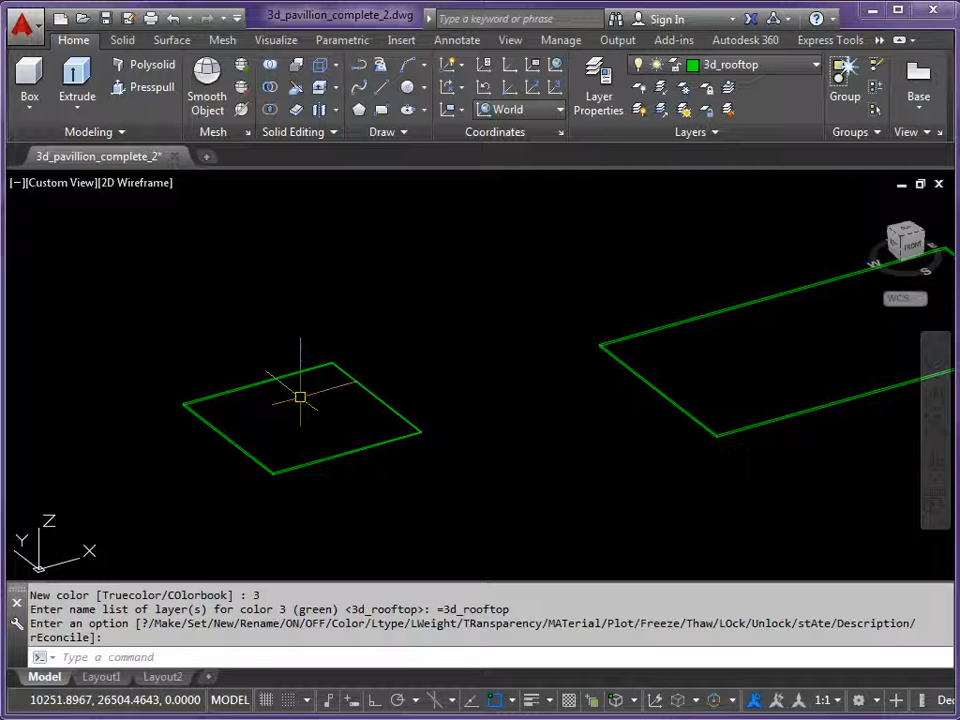 3d_pavillion_complete_2.dwg
Type a keyword or phrase
Sign In
Home Solid Surface Mesh Visualize Parametric Insert Annotate View Manage Output Add-ins Autodesk 360 Express Tools
Box
Extrude
Polysolid
Presspull
Smooth
Object
World
Layer
Properties
3d_rooftop
Group
Base
Modeling Mesh Solid Editing Draw Coordinates Layers Groups View
3d_pavillion_complete_2*
[−][Custom View][2D Wireframe]
FRONT
W
S
E
WCS
Z
Y
X
New color [Truecolor/COlorbook] : 3
Enter name list of layer(s) for color 3 (green) <3d_rooftop>: =3d_rooftop
Enter an option [?/Make/Set/New/Rename/ON/OFF/Color/Ltype/LWeight/TRansparency/MATerial/Plot/Freeze/Thaw/LOck/Unlock/stAte/Description/
rEconcile]:
Type a command
Model Layout1 Layout2
10251.8967, 26504.4643, 0.0000 MODEL 1:1 Dec